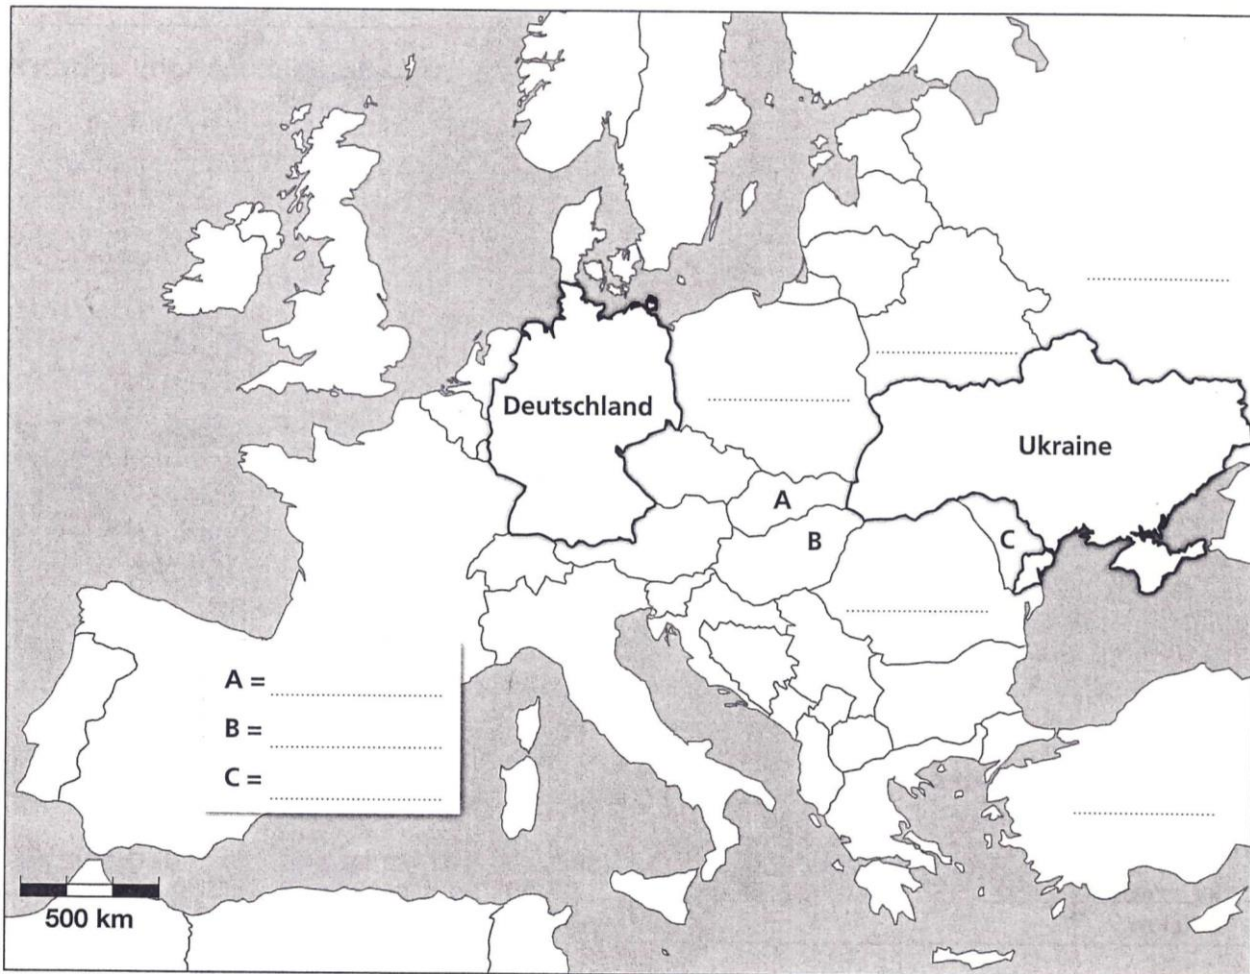 Deutschland
Ukraine
A
B
C
A = ........................
B = ........................
C = ........................
500 km